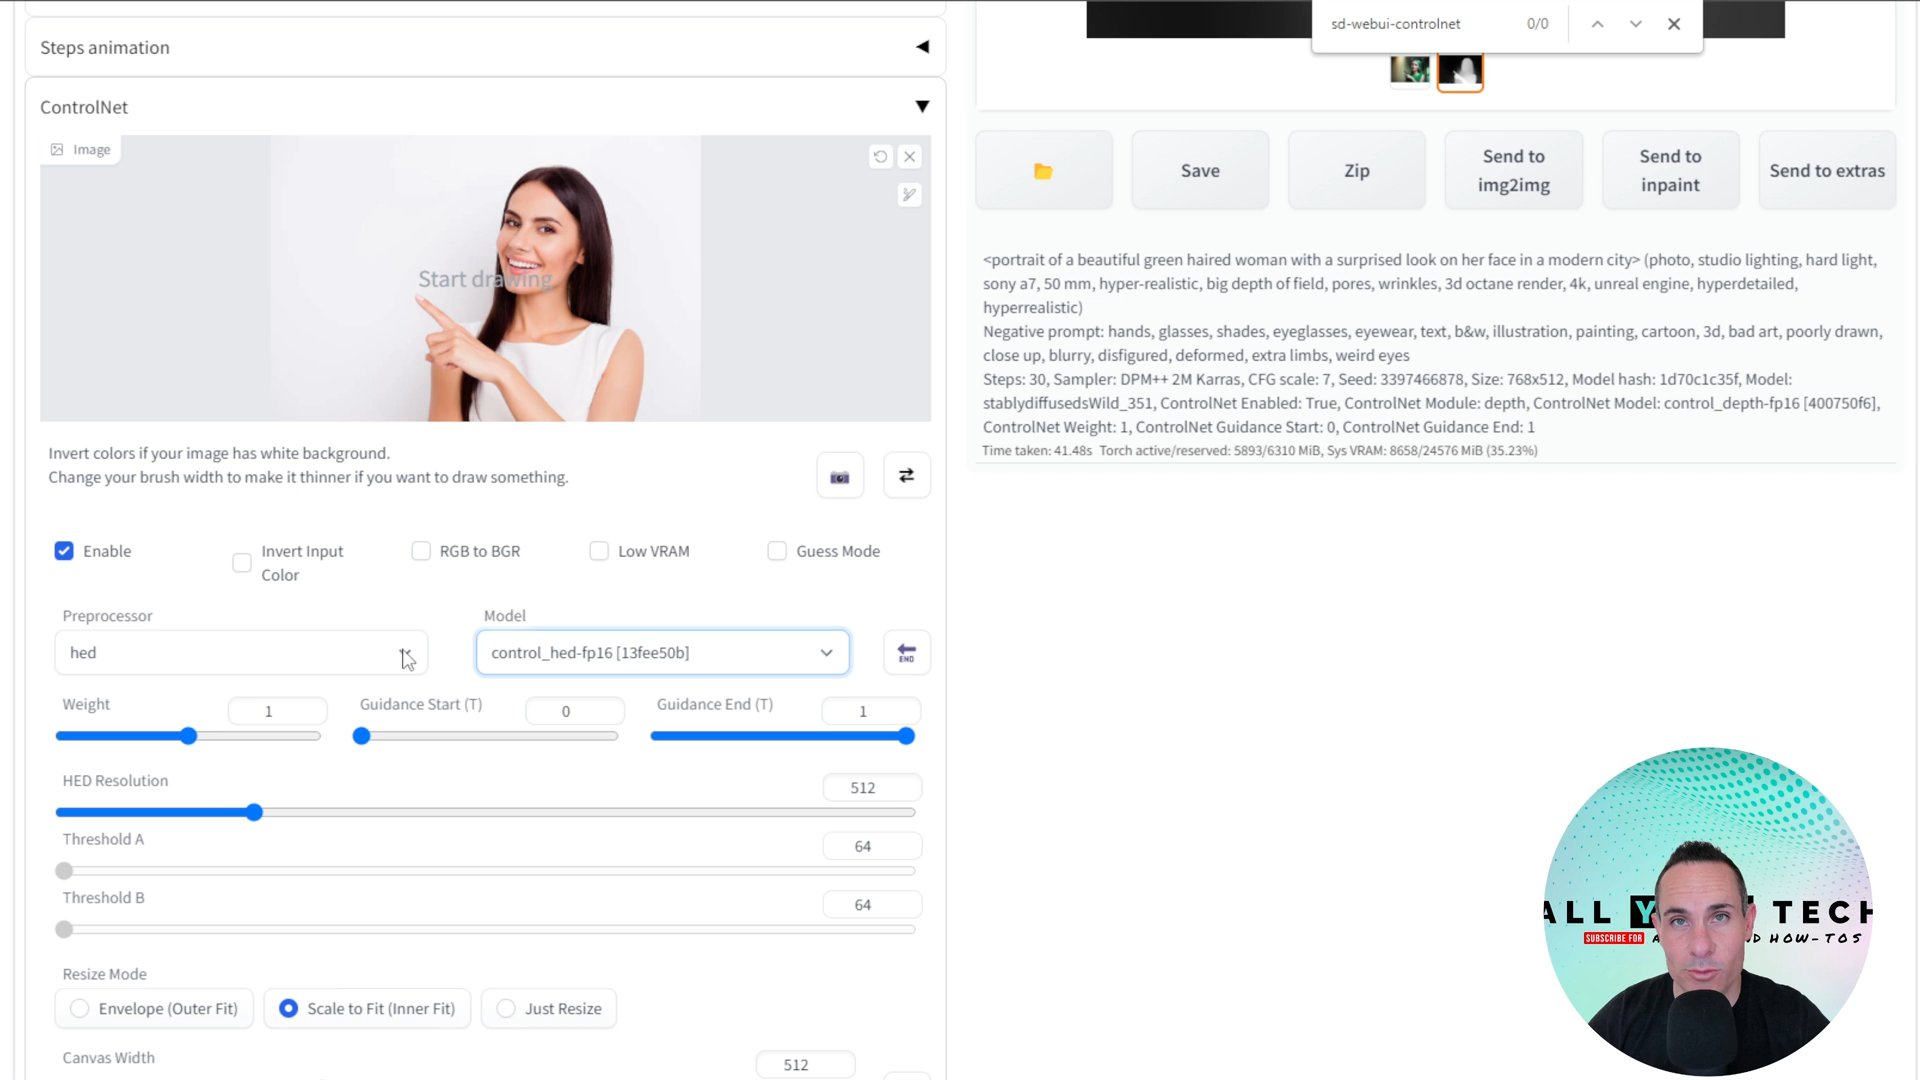 sd-webui-controlnet 0/0
Steps animation
ControlNet
Image
Start drawing
Invert colors if your image has white background.
Change your brush width to make it thinner if you want to draw something.
Enable
Invert Input
Color
RGB to BGR
Low VRAM
Guess Mode
Preprocessor
hed
Model
control_hed-fp16 [13fee50b]
END
Weight
1
Guidance Start (T)
0
Guidance End (T)
1
HED Resolution
512
Threshold A
64
Threshold B
64
Resize Mode
Envelope (Outer Fit)
Scale to Fit (Inner Fit)
Just Resize
Canvas Width
512
Save
Zip
Send to
img2img
Send to
inpaint
Send to extras
<portrait of a beautiful green haired woman with a surprised look on her face in a modern city> (photo, studio lighting, hard light,
sony a7, 50 mm, hyper-realistic, big depth of field, pores, wrinkles, 3d octane render, 4k, unreal engine, hyperdetailed,
hyperrealistic)
Negative prompt: hands, glasses, shades, eyeglasses, eyewear, text, b&w, illustration, painting, cartoon, 3d, bad art, poorly drawn,
close up, blurry, disfigured, deformed, extra limbs, weird eyes
Steps: 30, Sampler: DPM++ 2M Karras, CFG scale: 7, Seed: 3397466878, Size: 768x512, Model hash: 1d70c1c35f, Model:
stablydiffusedsWild_351, ControlNet Enabled: True, ControlNet Module: depth, ControlNet Model: control_depth-fp16 [400750f6],
ControlNet Weight: 1, ControlNet Guidance Start: 0, ControlNet Guidance End: 1
Time taken: 41.48s Torch active/reserved: 5893/6310 MiB, Sys VRAM: 8658/24576 MiB (35.23%)
ALL Y TECH
SUBSCRIBE FOR HOW-TOS